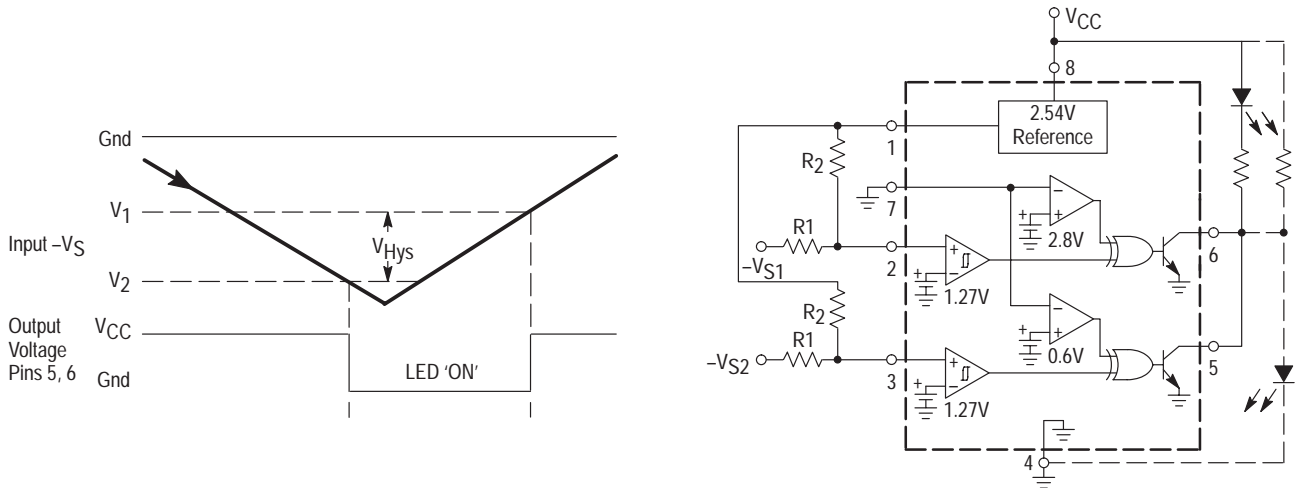 Gnd
V1
Input –VS
VHys
V2
Output
Voltage
Pins 5, 6
VCC
Gnd
LED 'ON'
VCC
8
2.54V
Reference
1
R2
7
R1
–VS1
2
2.8V
6
1.27V
R2
R1
–VS2
3
0.6V
5
1.27V
4
+
–
+
–
+
–
+
+
–
+
–
+
–
+
+